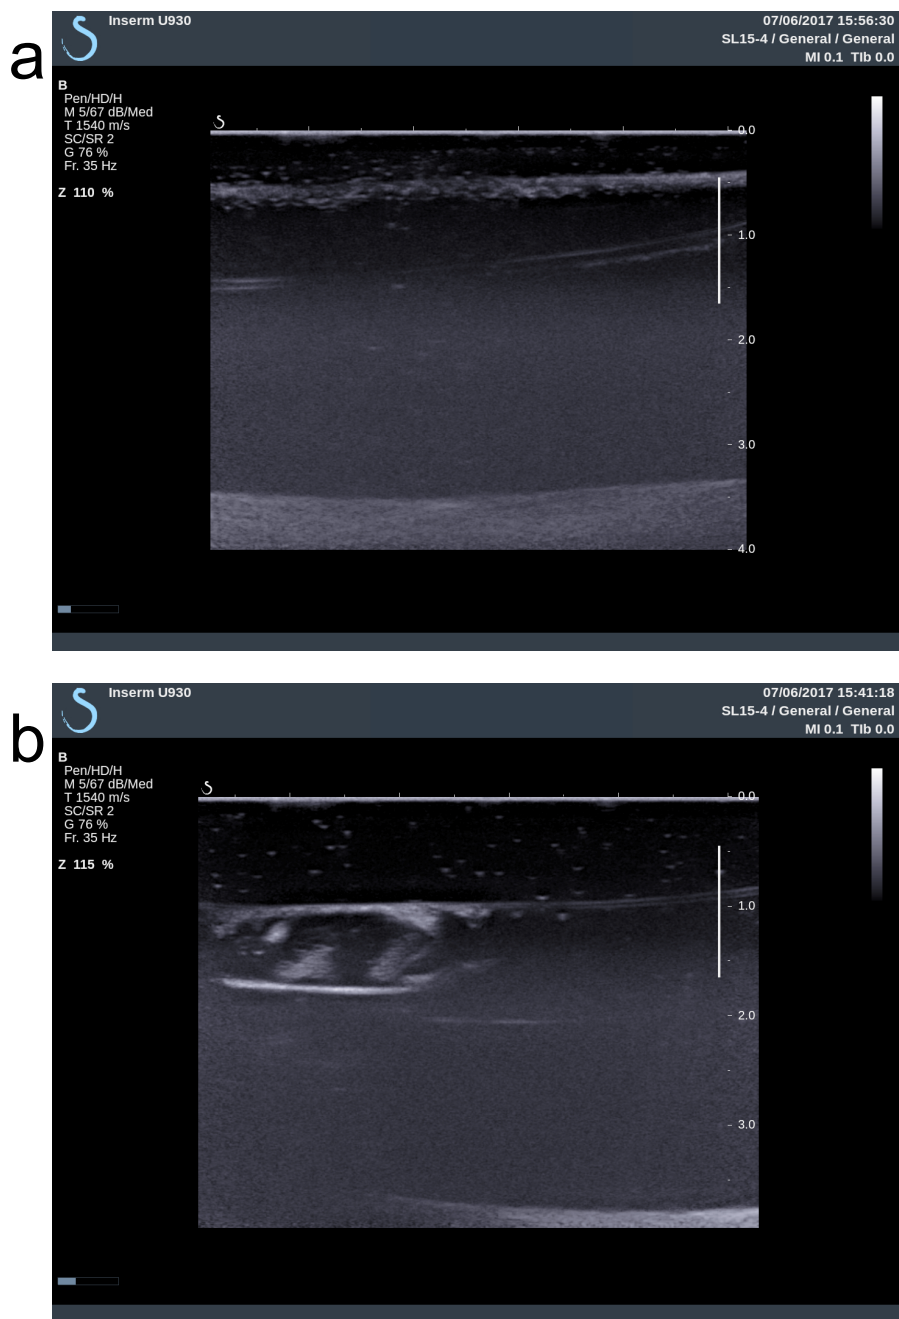 a
Inserm U930
07/06/2017 15:56:30
SL15-4 / General / General
MI 0.1 TIb 0.0
B
Pen/HD/H
M 5/67 dB/Med
T 1540 m/s
SC/SR 2
G 76 %
Fr. 35 Hz
Z 110 %
0.0
1.0
2.0
3.0
4.0
b
Inserm U930
07/06/2017 15:41:18
SL15-4 / General / General
MI 0.1 TIb 0.0
B
Pen/HD/H
M 5/67 dB/Med
T 1540 m/s
SC/SR 2
G 76 %
Fr. 35 Hz
Z 115 %
0.0
1.0
2.0
3.0